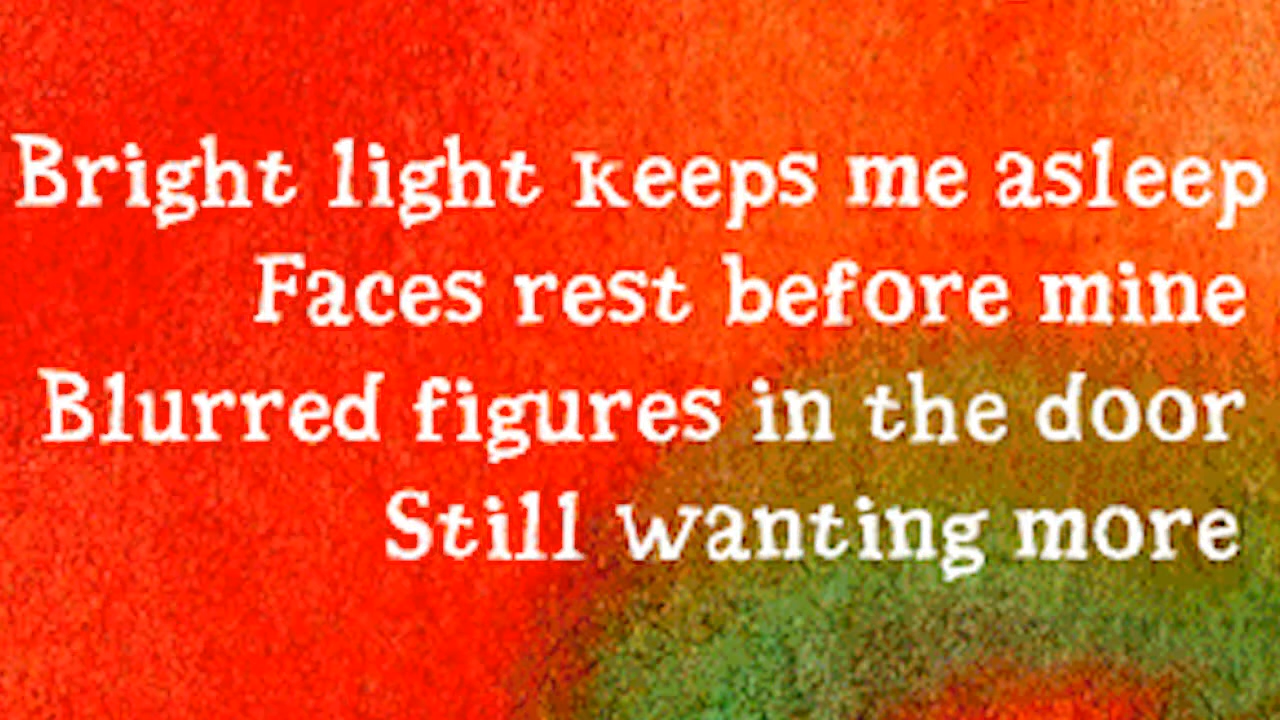 Bright light keeps me asleep
Faces rest before mine
Blurred figures in the door
Still wanting more